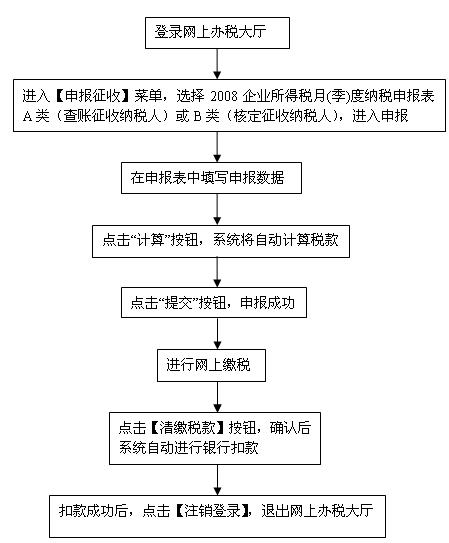 登录网上办税大厅
进入【申报征收】菜单，选择 2008 企业所得税月(季)度纳税申报表
A 类（查账征收纳税人）或 B 类（核定征收纳税人），进入申报
在申报表中填写申报数据
点击“计算”按钮，系统将自动计算税款
点击“提交”按钮，申报成功
进行网上缴税
点击【清缴税款】按钮，确认后
系统自动进行银行扣款
扣款成功后，点击【注销登录】，退出网上办税大厅